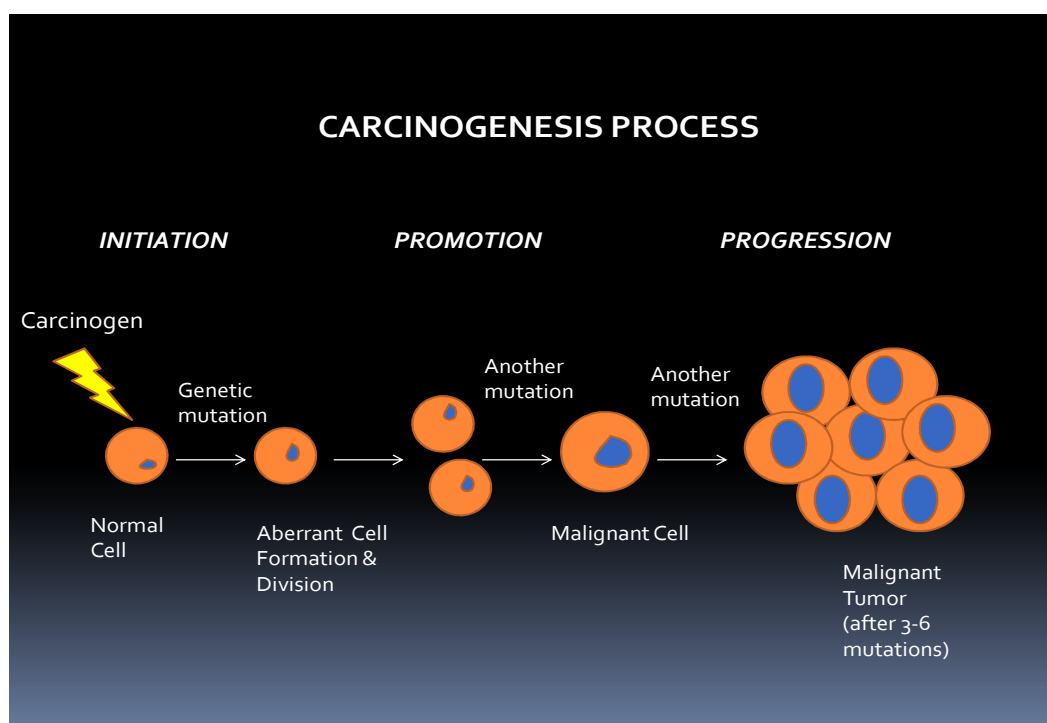 CARCINOGENESIS PROCESS
INITIATION
PROMOTION
PROGRESSION
Carcinogen
Genetic
mutation
Another
mutation
Another
mutation
Normal
Cell
Aberrant Cell
Formation &
Division
Malignant Cell
Malignant
Tumor
(after 3-6
mutations)